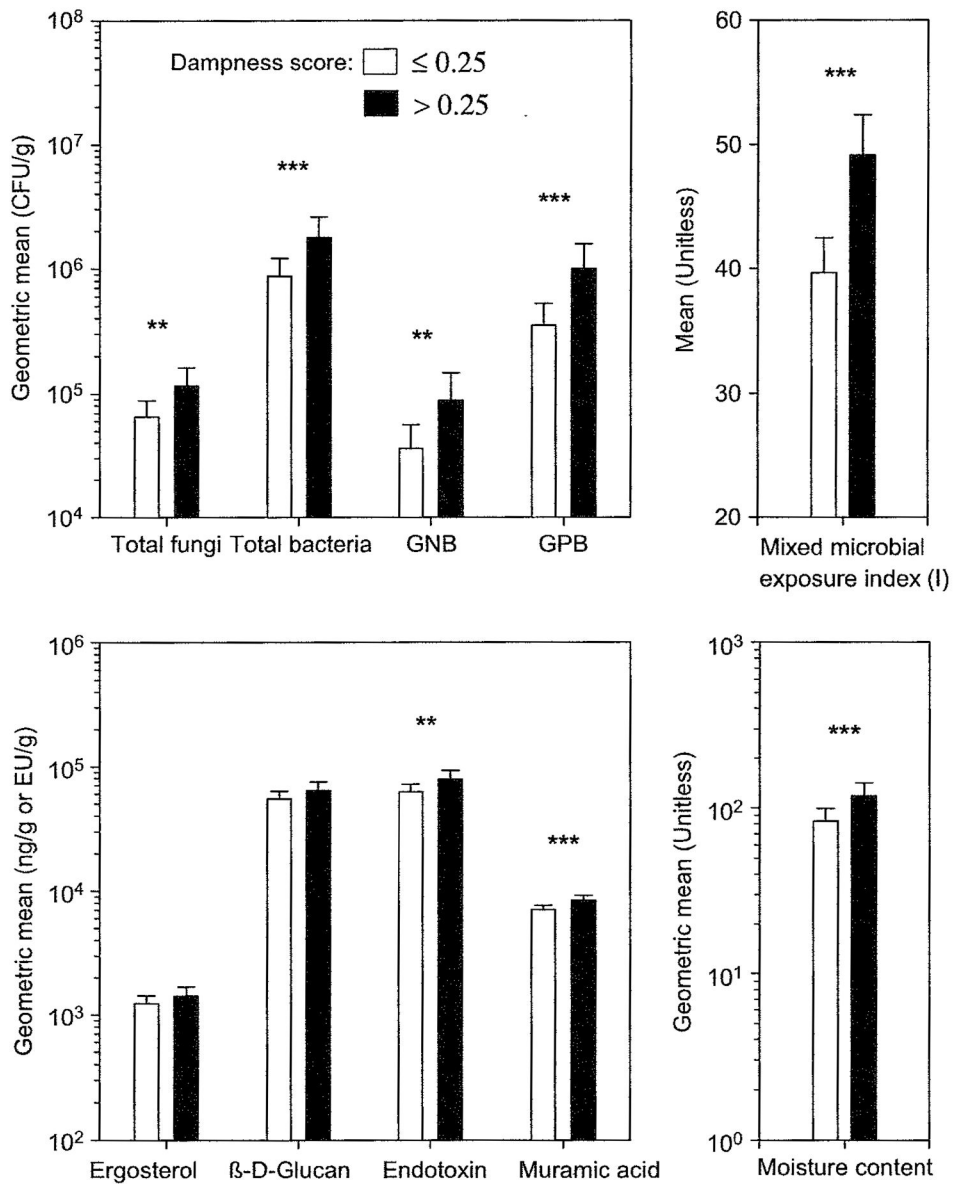 10⁸
10⁷
10⁶
10⁵
10⁴
Geometric mean (CFU/g)
Dampness score: ≤ 0.25
> 0.25
**
***
**
***
Total fungi Total bacteria GNB GPB
60
50
40
30
20
Mean (Unitless)
***
Mixed microbial
exposure index (I)
10⁶
10⁵
10⁴
10³
10²
Geometric mean (ng/g or EU/g)
**
***
Ergosterol ß-D-Glucan Endotoxin Muramic acid
10³
10²
10¹
10⁰
Geometric mean (Unitless)
***
Moisture content